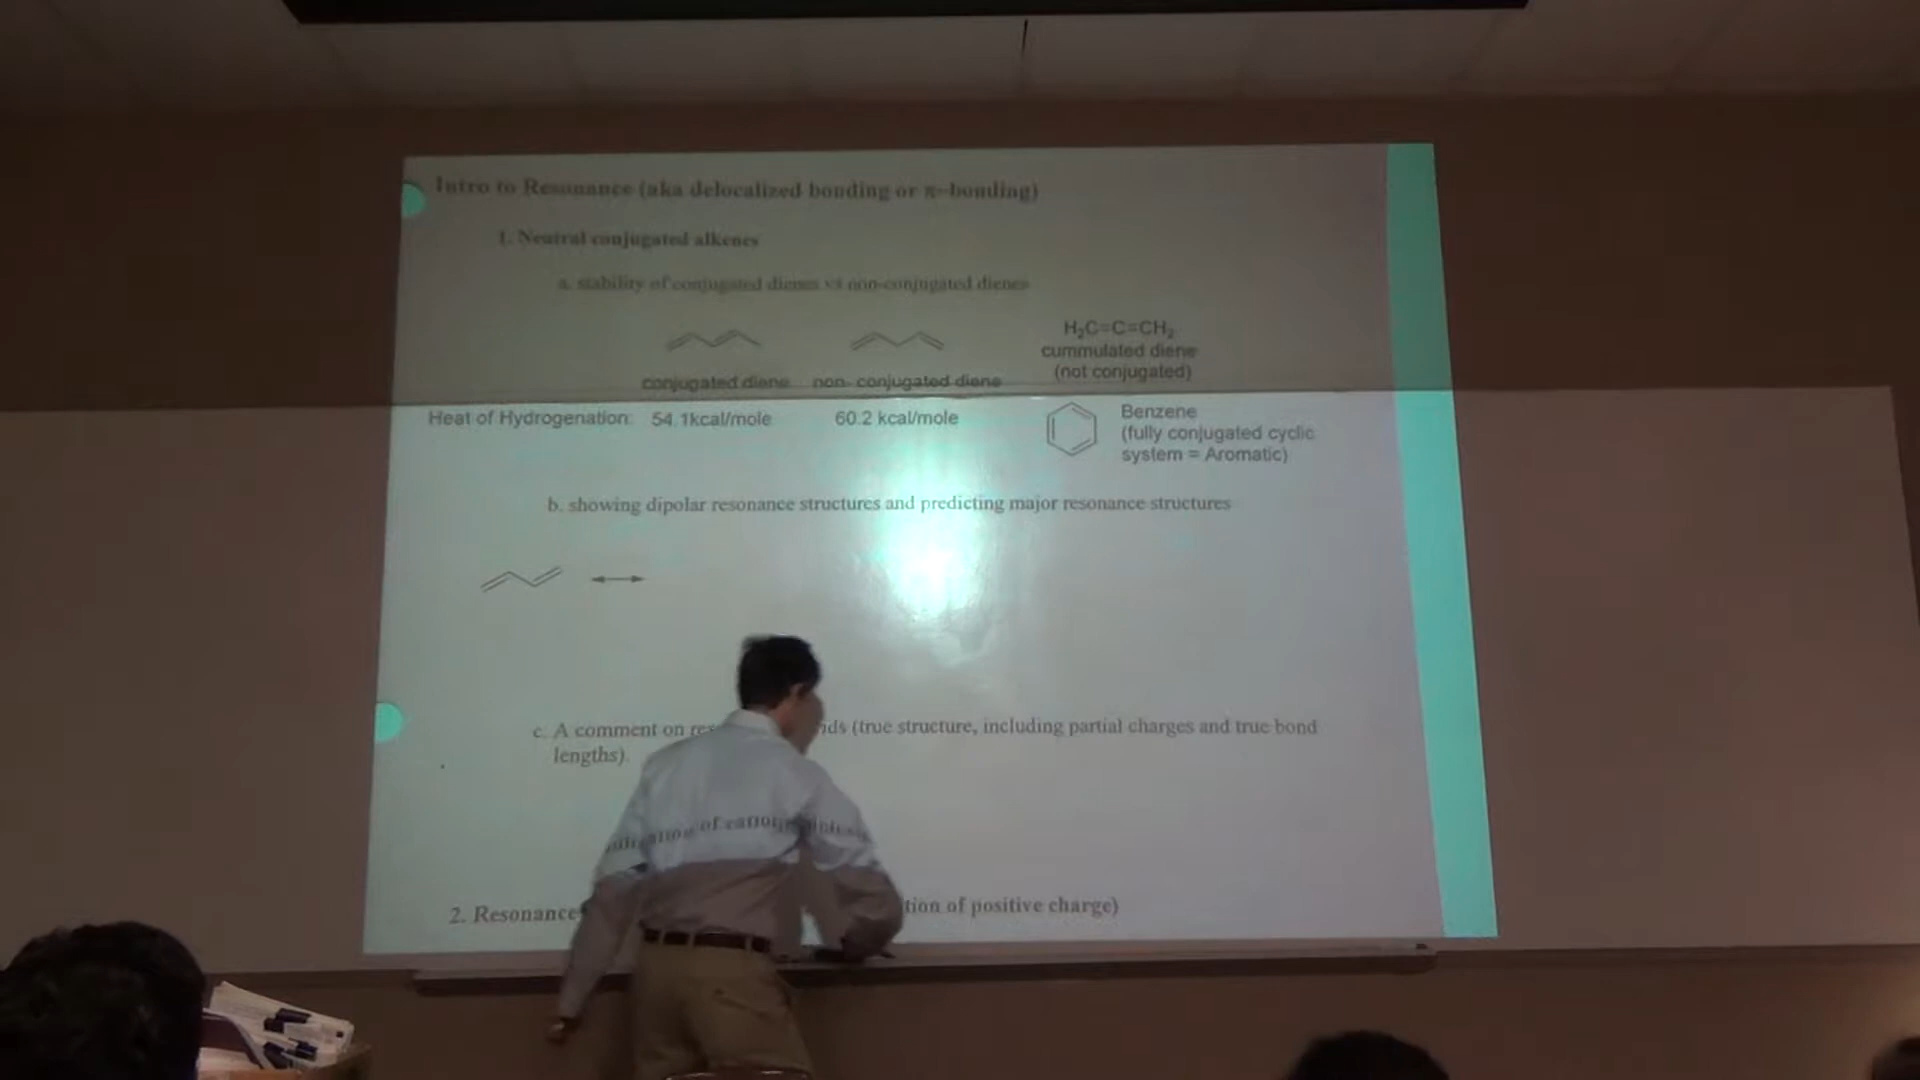 Intro to Resonance (aka delocalized bonding or π-bonding)
1. Neutral conjugated alkenes
a. stability of conjugated dienes vs non-conjugated dienes
H₂C=C=CH₂
cummulated diene
(not conjugated)
conjugated diene non- conjugated diene
Heat of Hydrogenation: 54.1kcal/mole 60.2 kcal/mole
Benzene
(fully conjugated cyclic
system = Aromatic)
b. showing dipolar resonance structures and predicting major resonance structures
c. A comment on (true structure, including partial charges and true bond
lengths).
of
2. Resonance of positive charge)